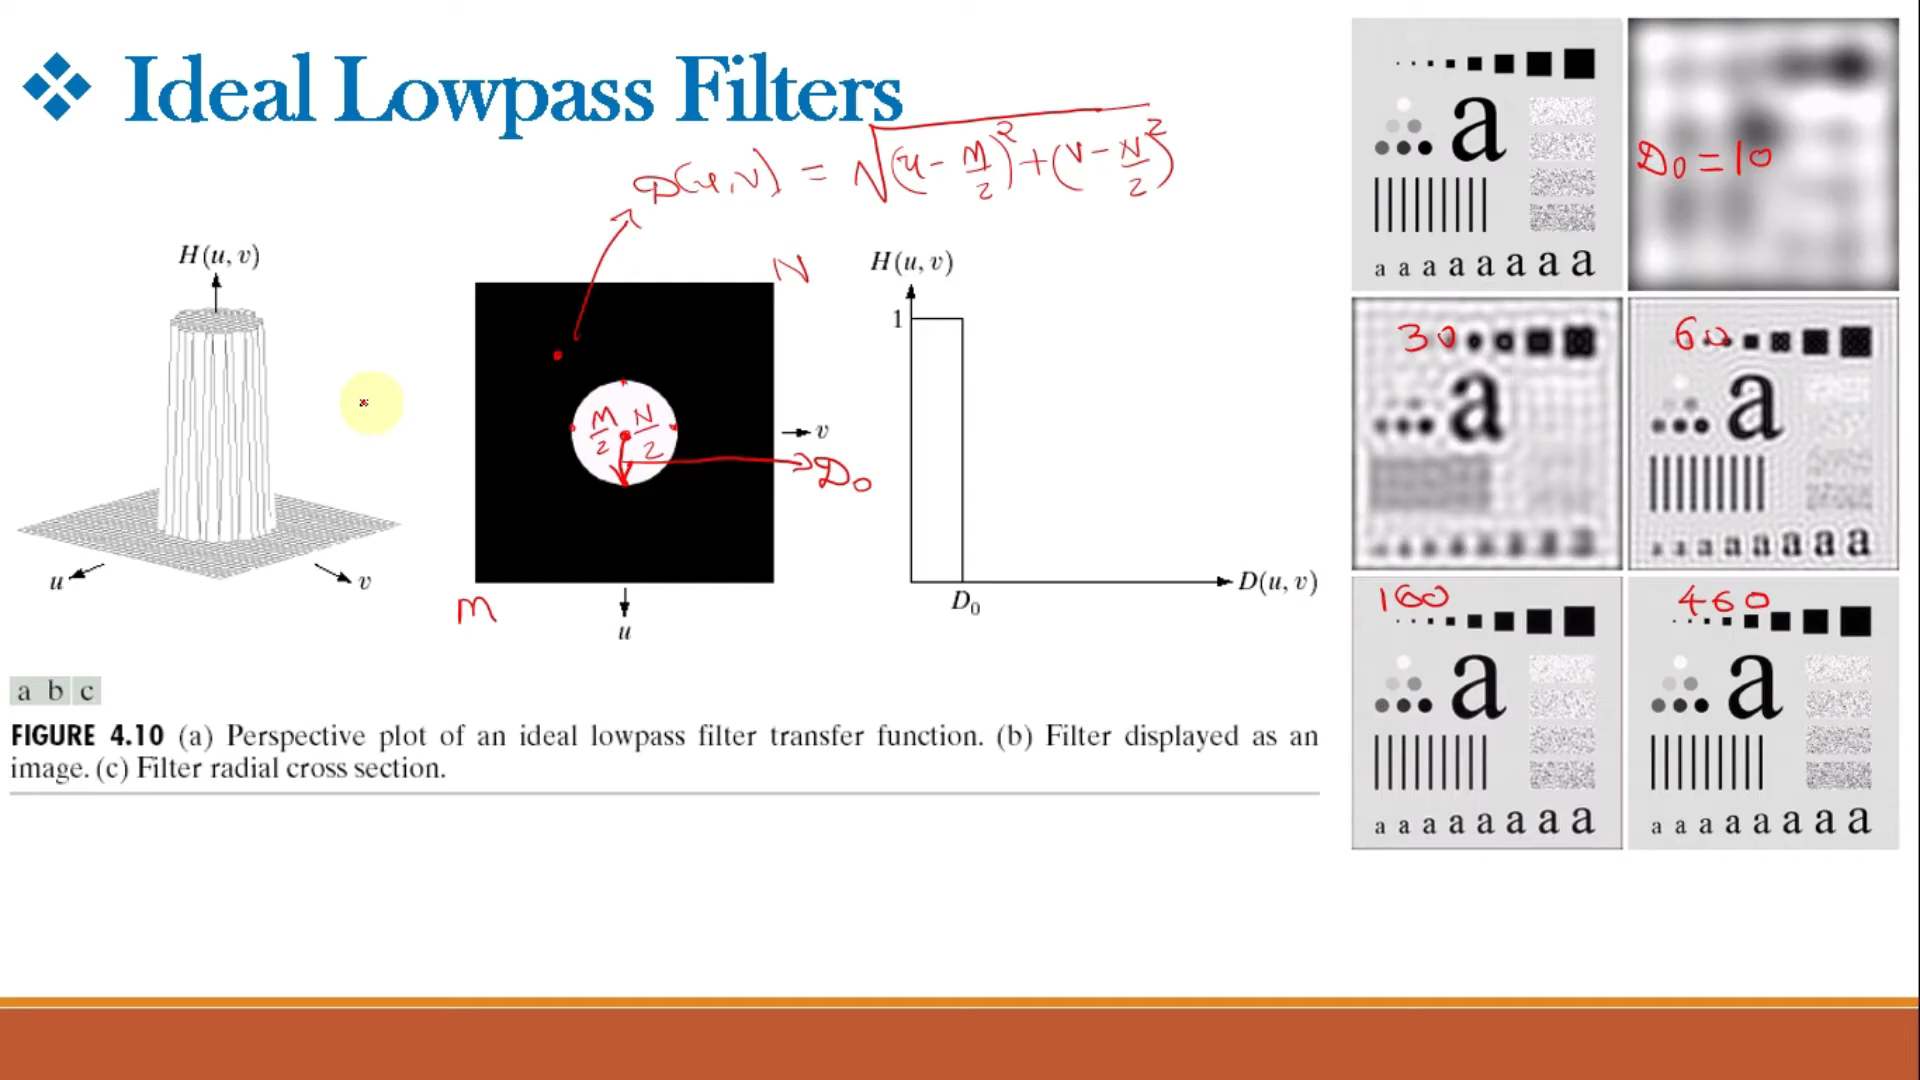 ❖ Ideal Lowpass Filters
D(u,v) = √(u - M/2)² + (v - N/2)²
H(u, v)
u
v
N
M/2 N/2
v
D₀
M
u
H(u, v)
1
D₀
D(u, v)
a b c
FIGURE 4.10 (a) Perspective plot of an ideal lowpass filter transfer function. (b) Filter displayed as an
image. (c) Filter radial cross section.
a
a a a a a a a a
D₀ = 10
30
a
60
a
a a a a a a a a
160
a
a a a a a a a a
460
a
a a a a a a a a